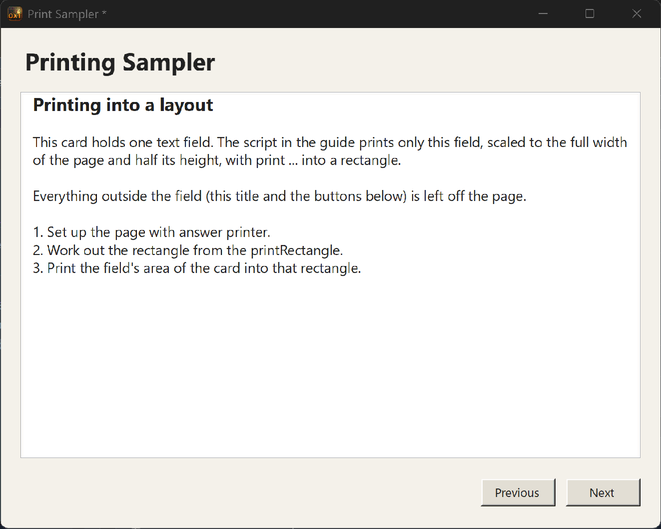 Print Sampler *
Printing Sampler
Printing into a layout
This card holds one text field. The script in the guide prints only this field, scaled to the full width
of the page and half its height, with print ... into a rectangle.
Everything outside the field (this title and the buttons below) is left off the page.
1. Set up the page with answer printer.
2. Work out the rectangle from the printRectangle.
3. Print the field's area of the card into that rectangle.
Previous
Next